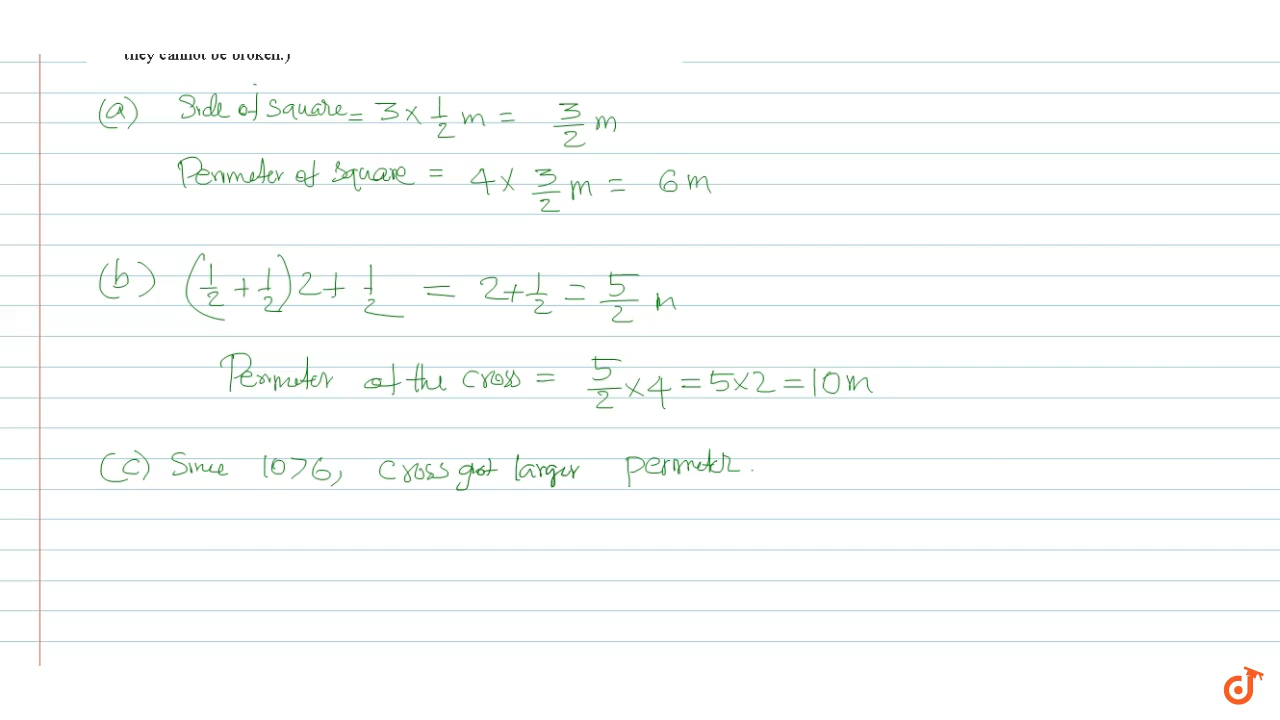 they cannot be broken.)
(a) Side of square = 3 × 1/2 m = 3/2 m
Perimeter of square = 4 × 3/2 m = 6 m
(b) (1/2 + 1/2) 2 + 1/2 = 2 + 1/2 = 5/2 m
Perimeter of the cross = 5/2 × 4 = 5 × 2 = 10 m
(c) Since 10 > 6, cross got larger perimeter.